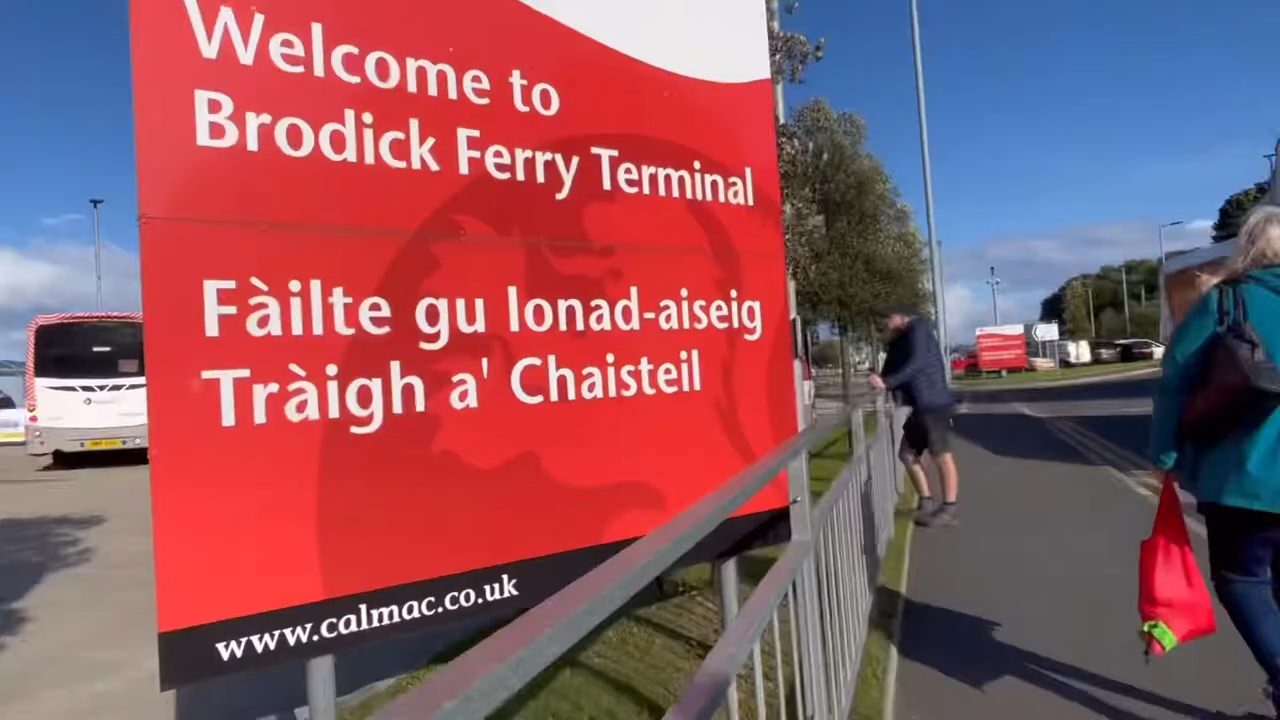 Welcome to
Brodick Ferry Terminal
Fàilte gu Ionad-aiseig
Tràigh a' Chaisteil
www.calmac.co.uk